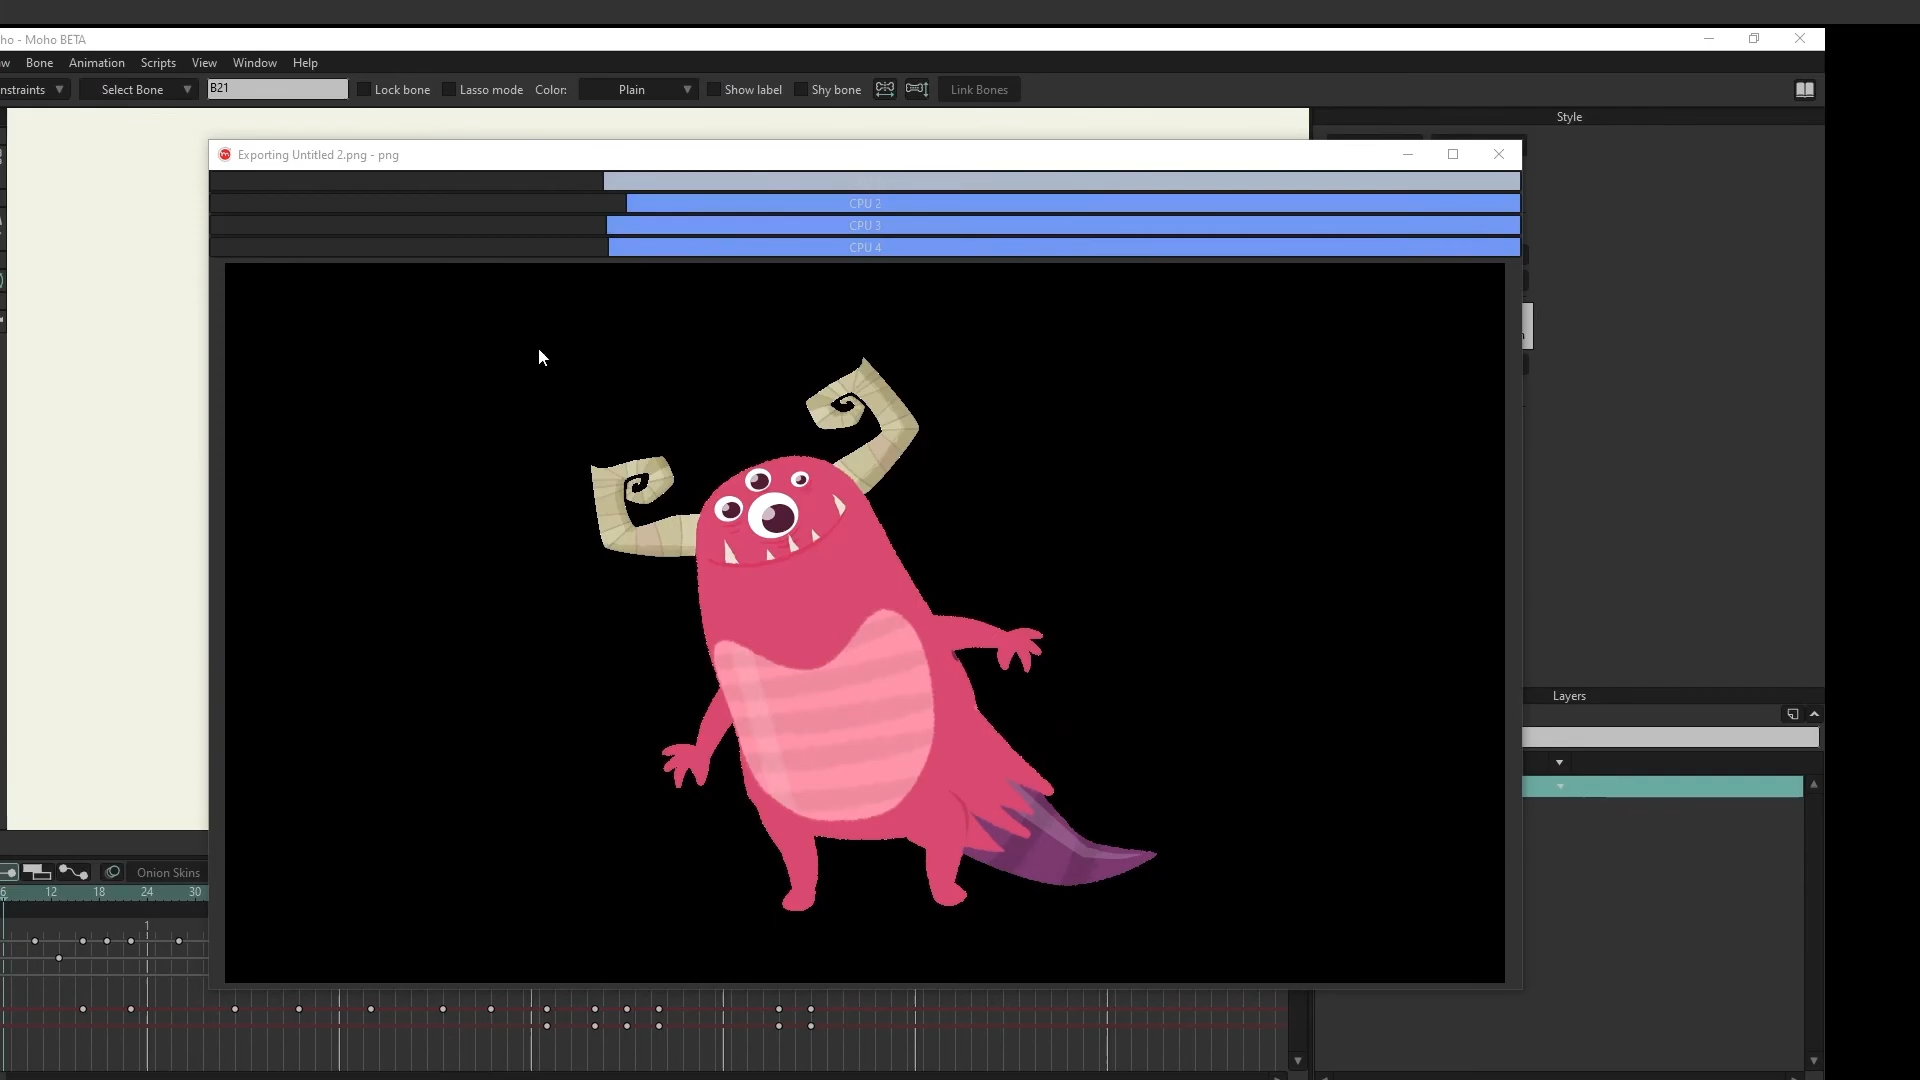 ho - Moho BETA
w Bone Animation Scripts View Window Help
nstraints Select Bone B21 Lock bone Lasso mode Color: Plain Show label Shy bone Link Bones
Style
Exporting Untitled 2.png - png
CPU 2
CPU 3
CPU 4
Layers
Onion Skins
6 12 18 24 30
1